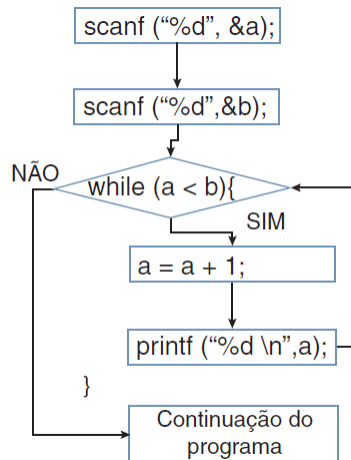 scanf (“%d”, &a);
scanf (“%d”,&b);
NÃO
while (a < b){
SIM
a = a + 1;
printf (“%d \n”,a);
}
Continuação do
programa